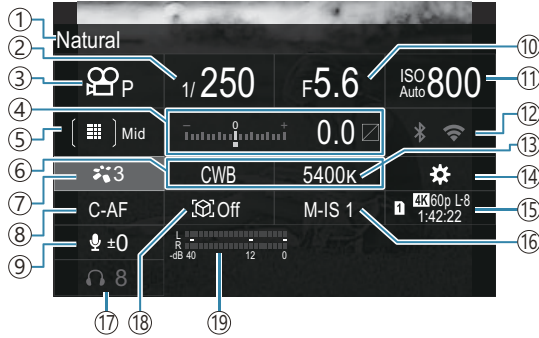 ① Natural
② ③ P 1/250 F5.6 ISO Auto 800 ⑩ ⑪
④ − 0 + 0.0 ⑫
⑤ [ ] Mid
⑥ CWB 5400K ⑬
⑦ 3 ⑭
⑧ C-AF Off M-IS 1 1 4K 60p L-8 ⑮
1:42:22
⑨ ±0 L R -dB 40 12 0 ⑯
8
⑰ ⑱ ⑲